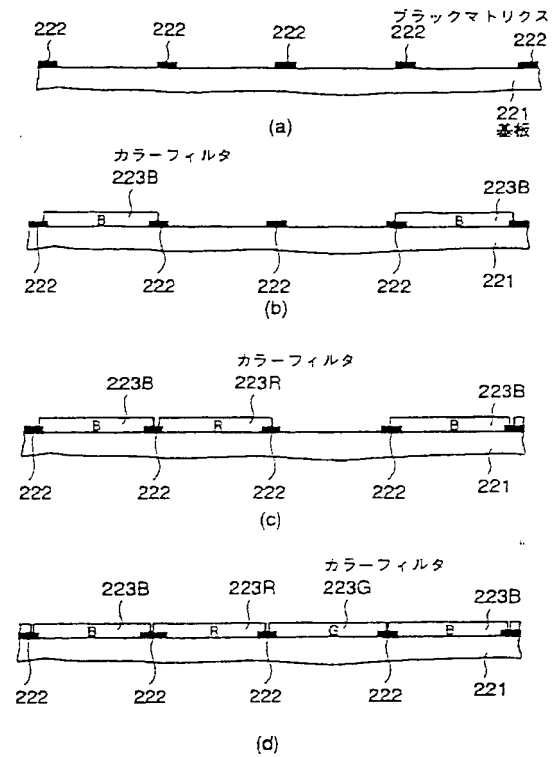 ブラックマトリクス
222 222 222 222 222
221
基板
(a)
カラーフィルタ
223B 223B
B B
222 222 222 222 221
(b)
カラーフィルタ
223B 223R 223B
B R B
222 222 222 222 221
(c)
カラーフィルタ
223B 223R 223G 223B
B R G B
222 222 222 222 221
(d)